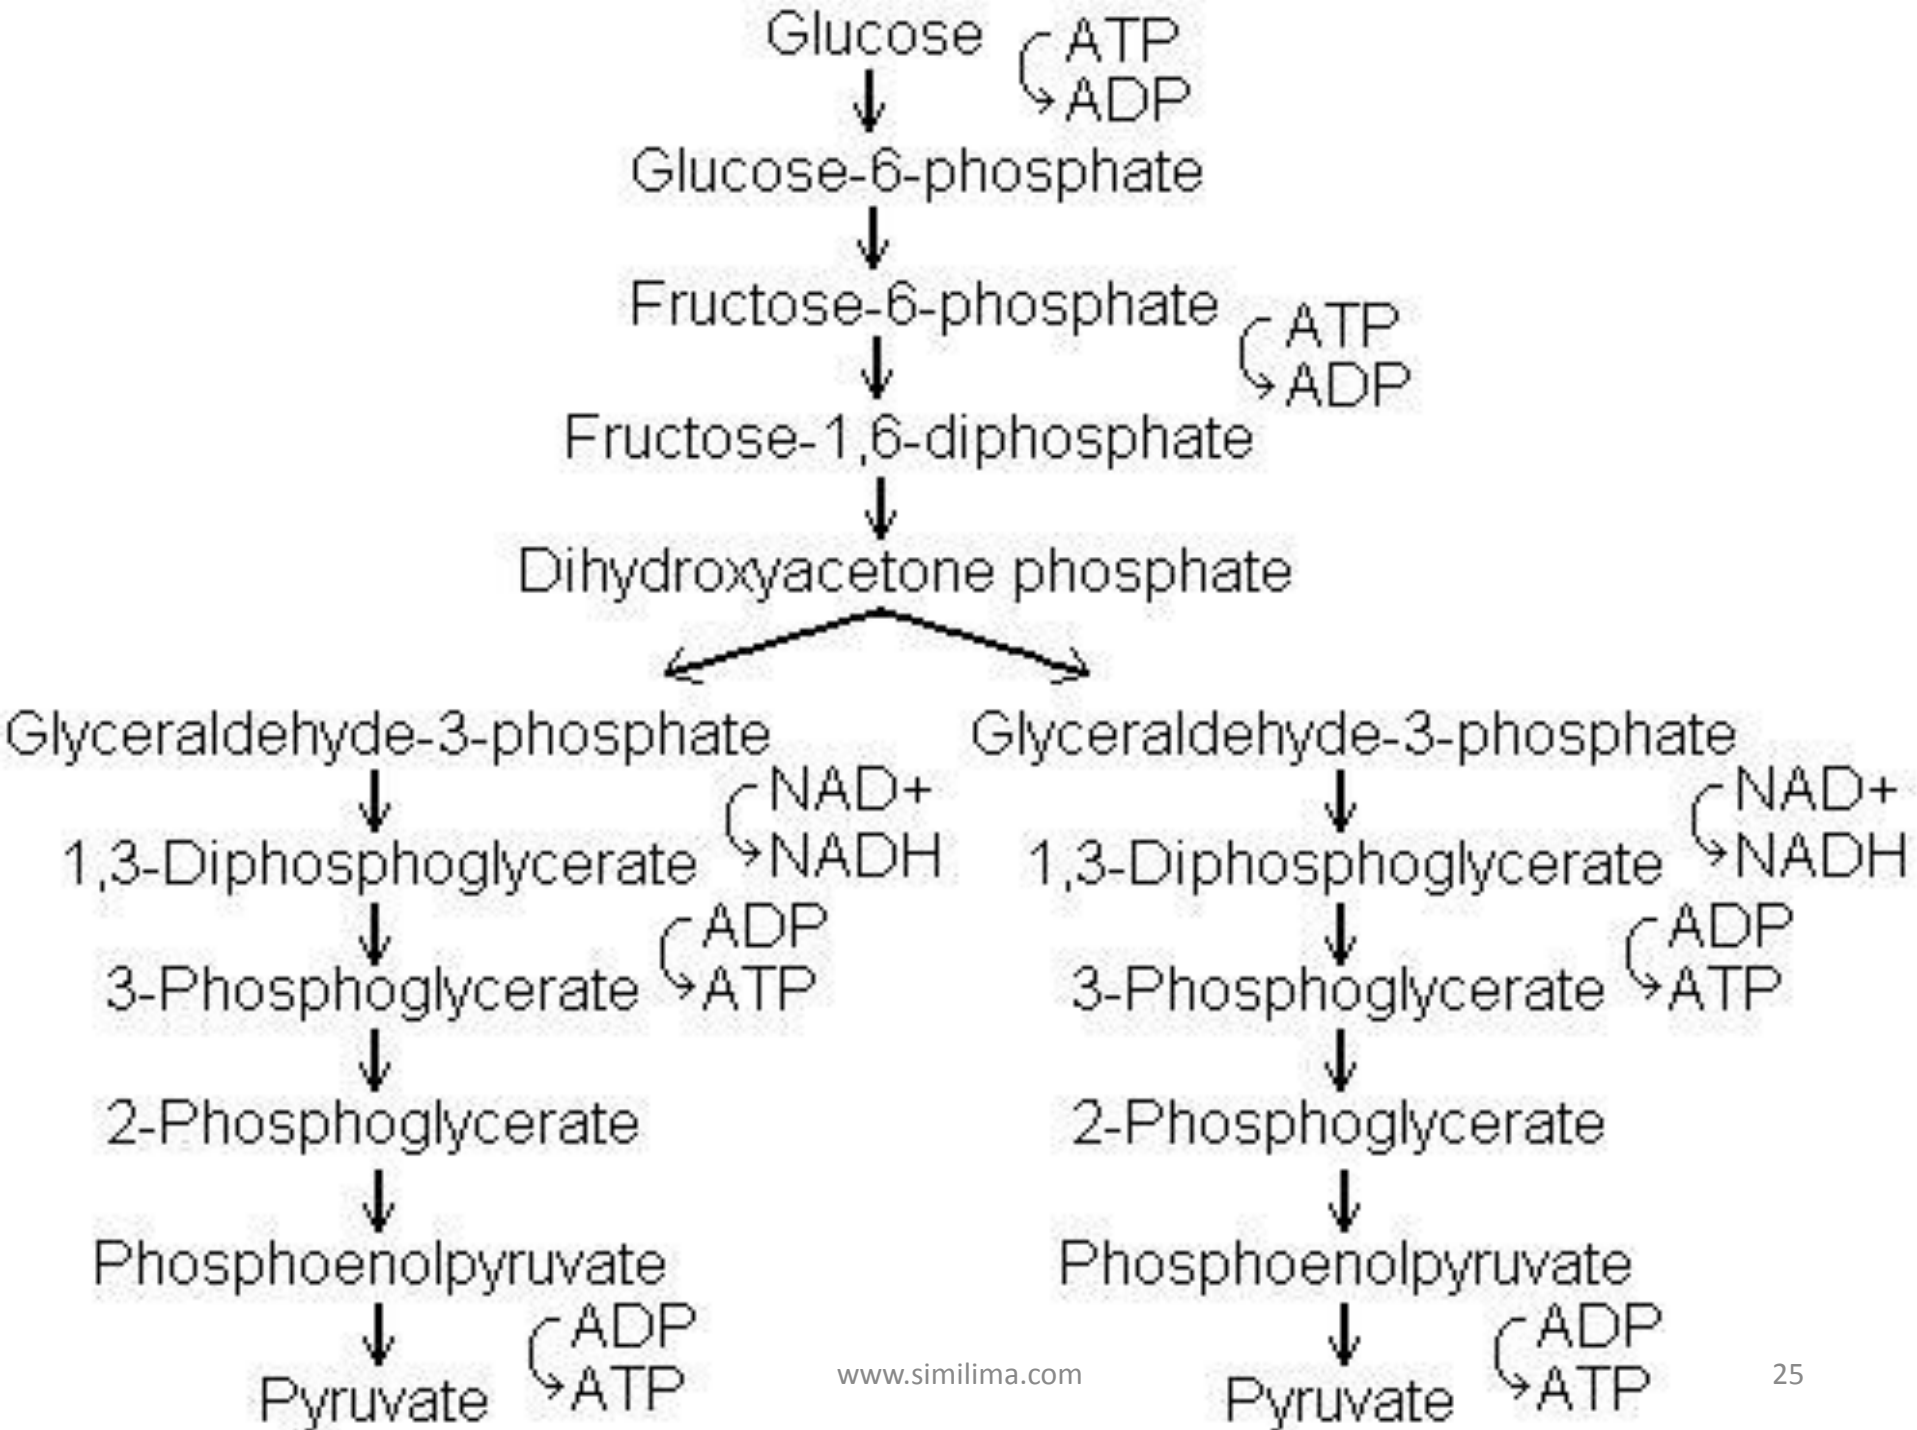 Glucose
ATP
ADP
Glucose-6-phosphate
Fructose-6-phosphate
ATP
ADP
Fructose-1,6-diphosphate
Dihydroxyacetone phosphate
Glyceraldehyde-3-phosphate
NAD+
NADH
1,3-Diphosphoglycerate
ADP
ATP
3-Phosphoglycerate
2-Phosphoglycerate
Phosphoenolpyruvate
ADP
ATP
Pyruvate
Glyceraldehyde-3-phosphate
NAD+
NADH
1,3-Diphosphoglycerate
ADP
ATP
3-Phosphoglycerate
2-Phosphoglycerate
Phosphoenolpyruvate
ADP
ATP
Pyruvate
www.similima.com
25